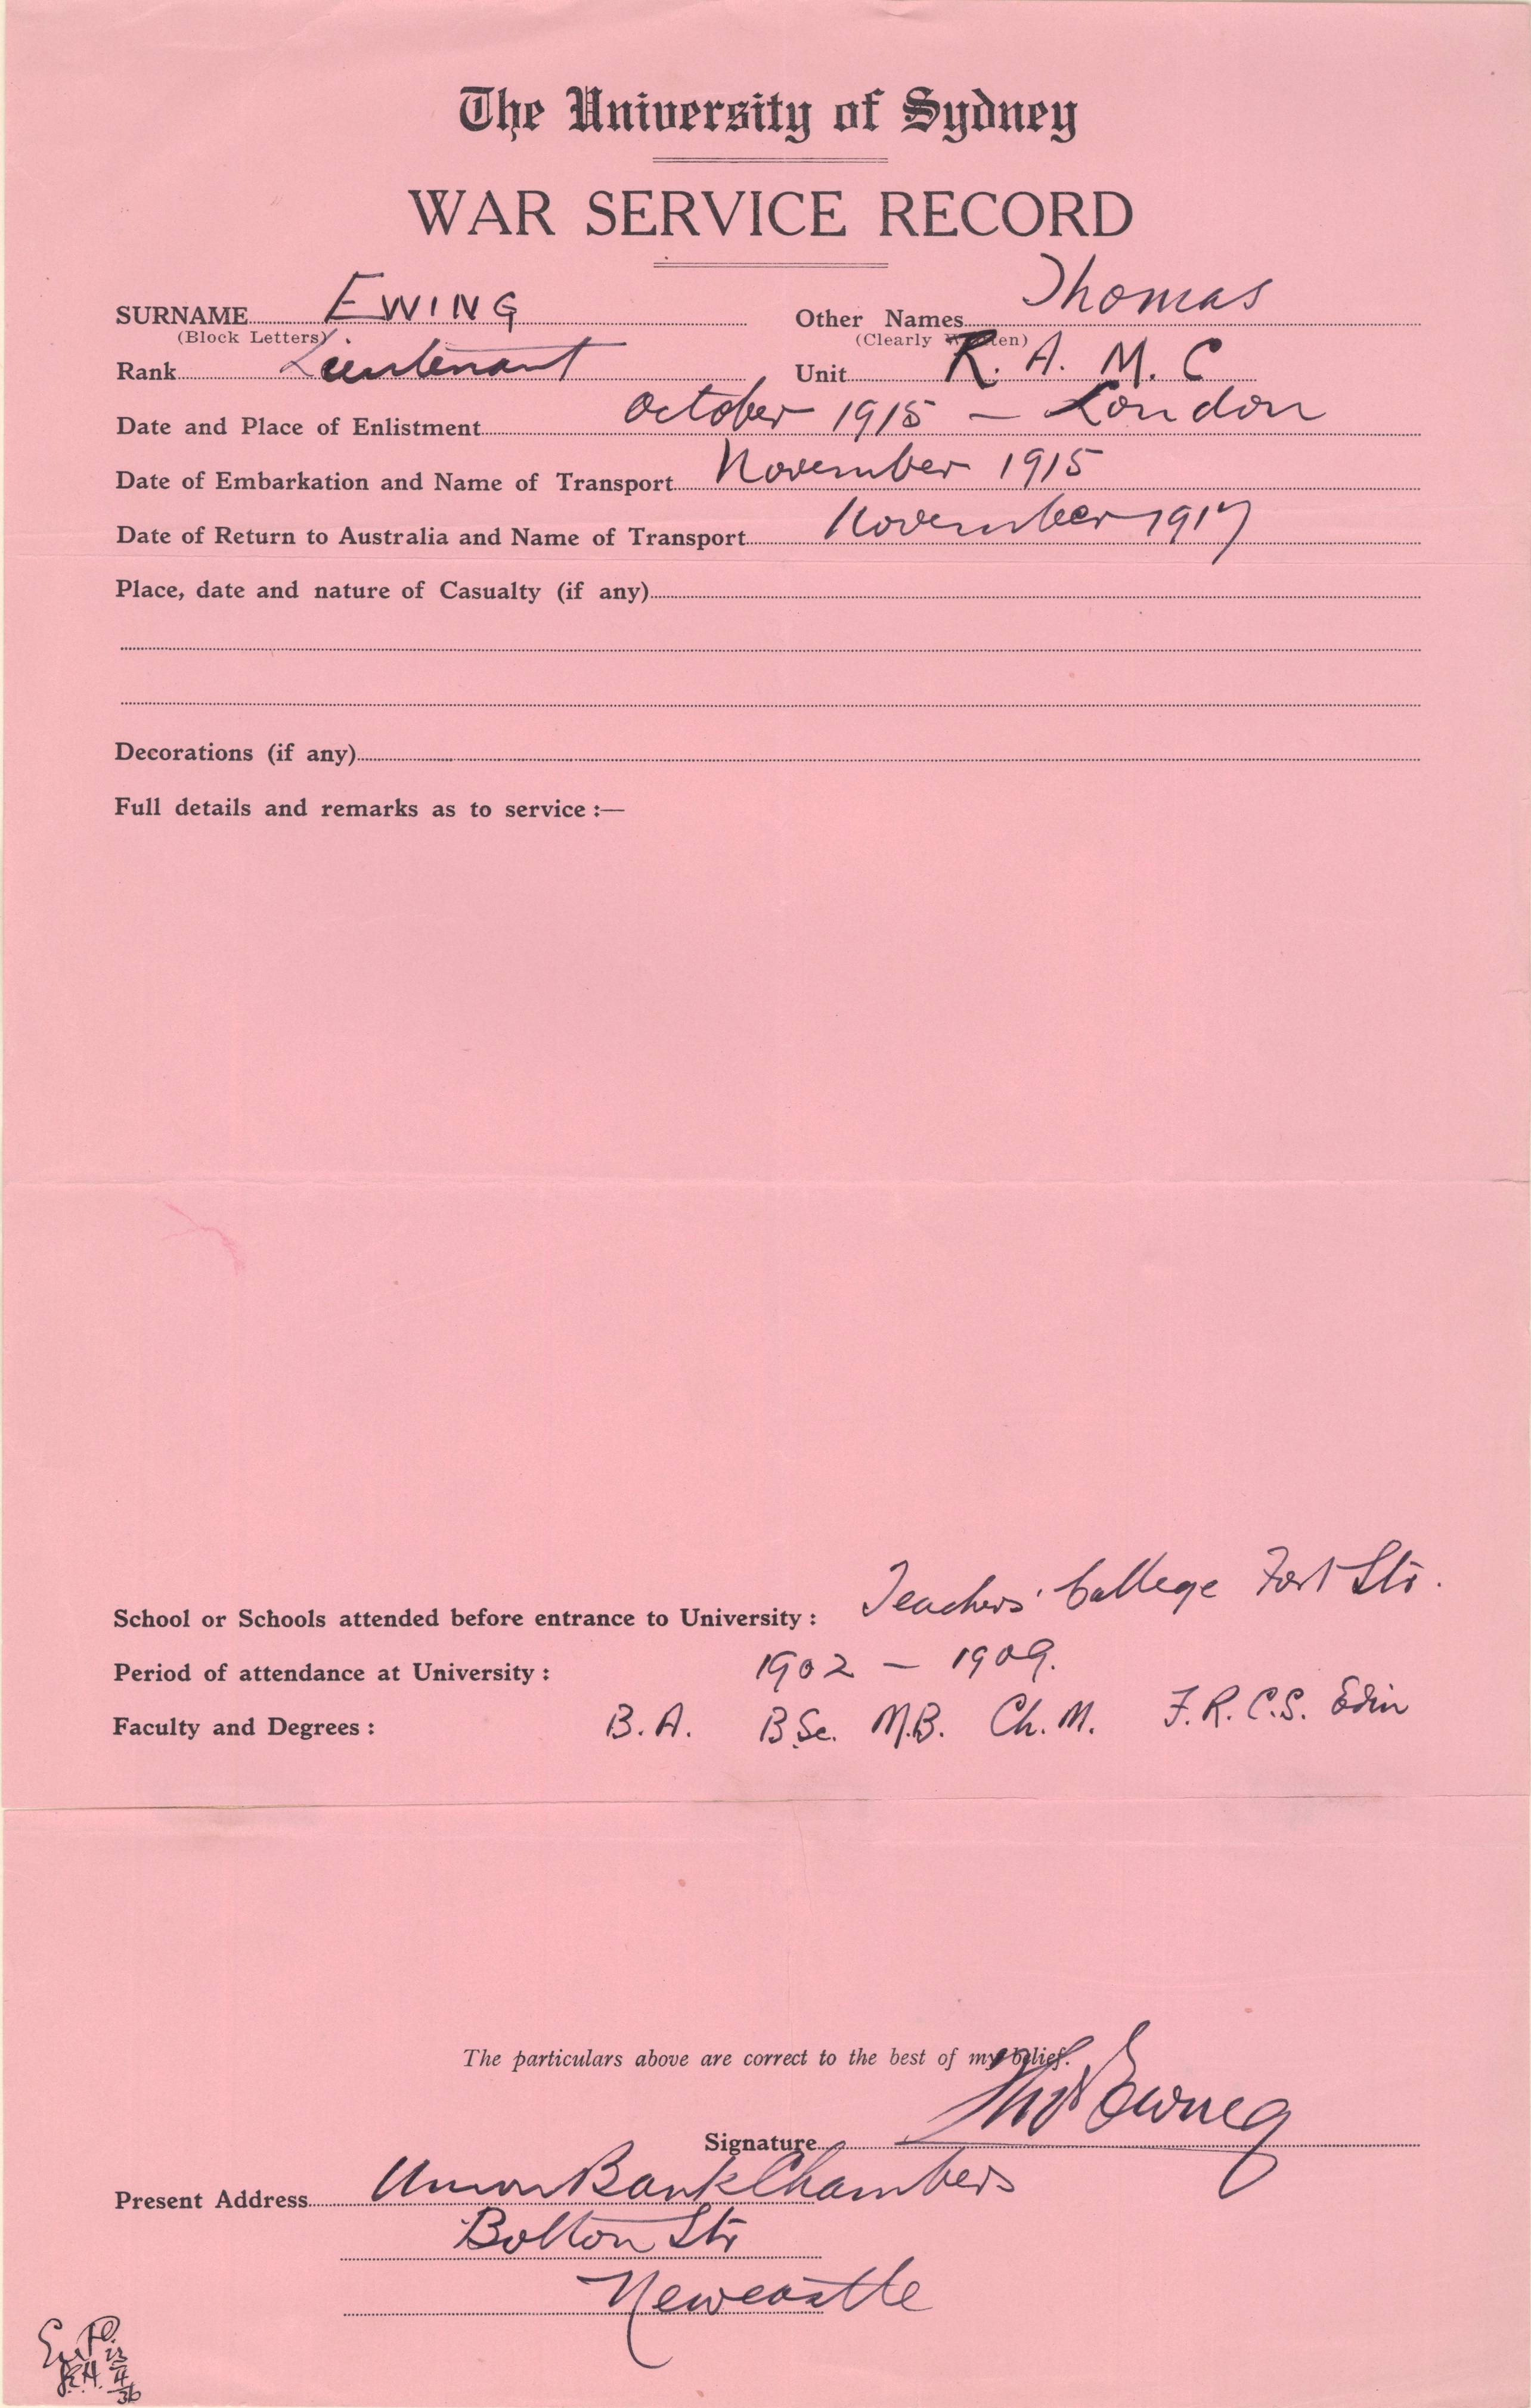 The University of Sydney
WAR SERVICE RECORD
SURNAME EWING Other Names Thomas
(Block Letters) (Clearly Written)
Rank Lieutenant Unit R. A. M. C
Date and Place of Enlistment October 1915 – London
Date of Embarkation and Name of Transport November 1915
Date of Return to Australia and Name of Transport November 1917
Place, date and nature of Casualty (if any)
Decorations (if any)
Full details and remarks as to service :—
School or Schools attended before entrance to University : Teachers' College Fort Str.
Period of attendance at University : 1902 – 1909.
Faculty and Degrees : B.A. B.Sc. M.B. Ch.M. F.R.C.S. Edin
The particulars above are correct to the best of my belief.
Signature Thos Ewing
Present Address Union Bank Chambers
Bolton Str
Newcastle
23
4
36